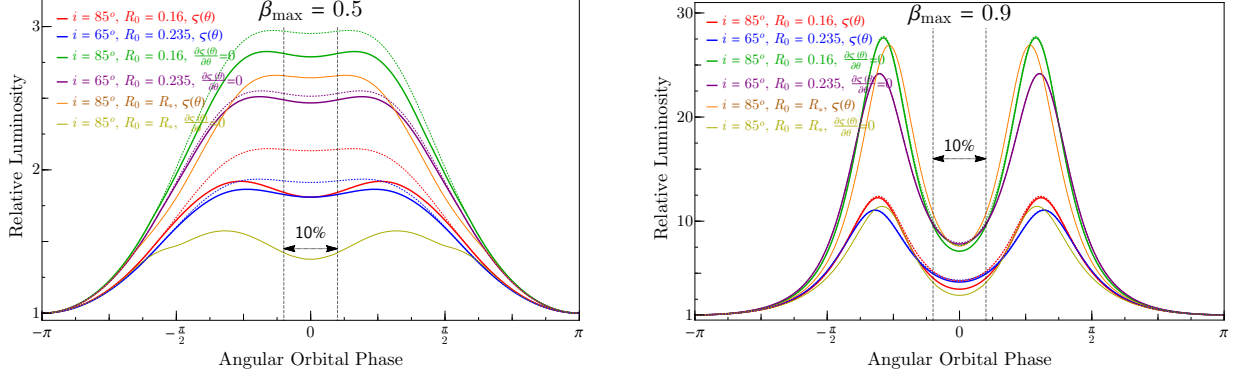 β_max = 0.5
i = 85°, R_0 = 0.16, ς(θ)
i = 65°, R_0 = 0.235, ς(θ)
i = 85°, R_0 = 0.16, ∂ς(θ)/∂θ=0
i = 65°, R_0 = 0.235, ∂ς(θ)/∂θ=0
i = 85°, R_0 = R_*, ς(θ)
i = 85°, R_0 = R_*, ∂ς(θ)/∂θ=0
Relative Luminosity
3
2
1
10%
−π
−π/2
0
π/2
π
Angular Orbital Phase
β_max = 0.9
i = 85°, R_0 = 0.16, ς(θ)
i = 65°, R_0 = 0.235, ς(θ)
i = 85°, R_0 = 0.16, ∂ς(θ)/∂θ=0
i = 65°, R_0 = 0.235, ∂ς(θ)/∂θ=0
i = 85°, R_0 = R_*, ς(θ)
i = 85°, R_0 = R_*, ∂ς(θ)/∂θ=0
Relative Luminosity
30
20
10
1
10%
−π
−π/2
0
π/2
π
Angular Orbital Phase